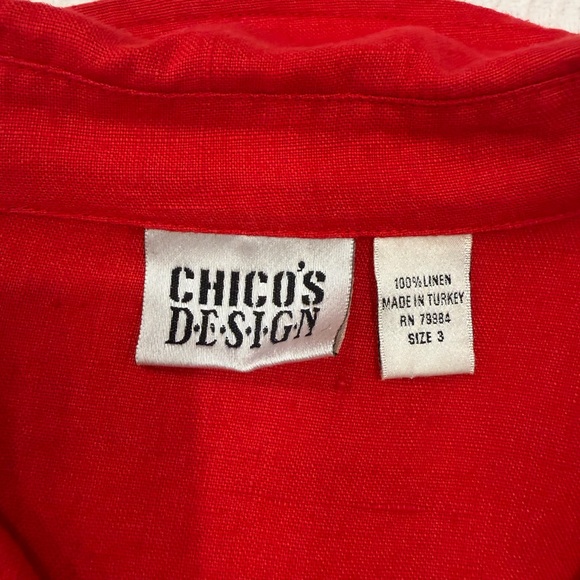 CHICO'S
D•E•S•I•G•N
100% LINEN
MADE IN TURKEY
RN 79984
SIZE 3